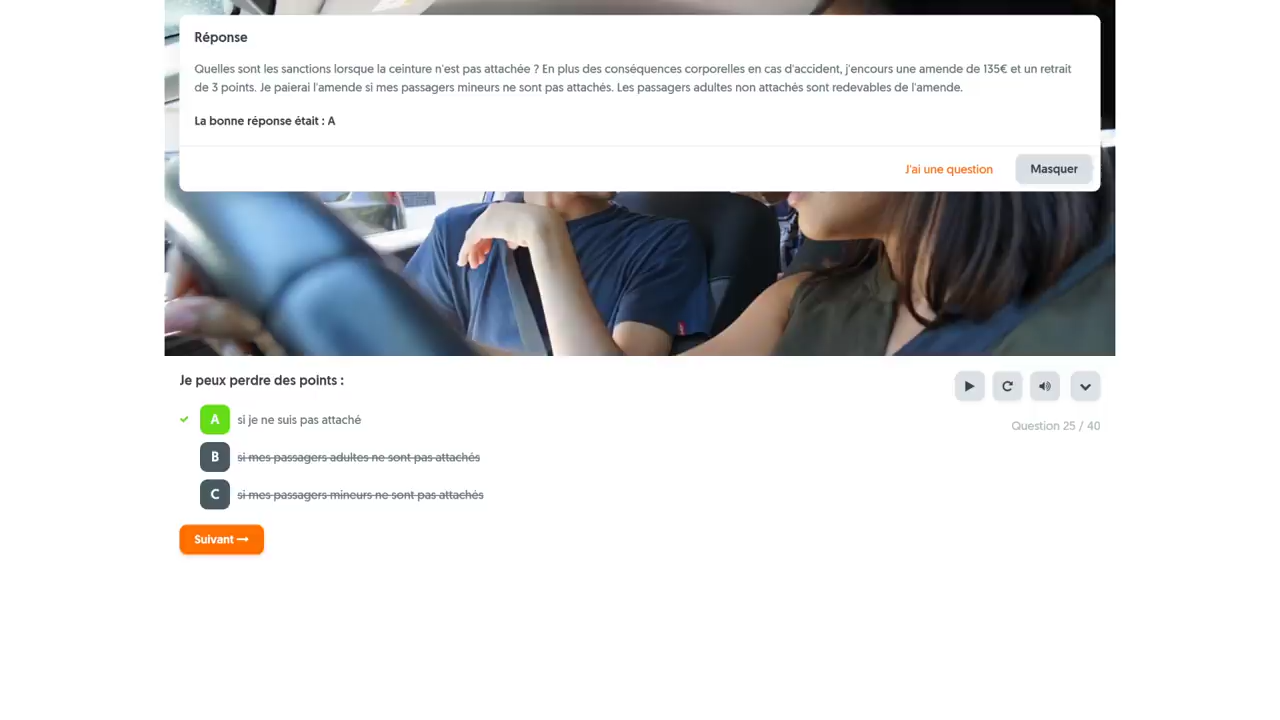 Réponse
Quelles sont les sanctions lorsque la ceinture n'est pas attachée ? En plus des conséquences corporelles en cas d'accident, j'encours une amende de 135€ et un retrait
de 3 points. Je paierai l'amende si mes passagers mineurs ne sont pas attachés. Les passagers adultes non attachés sont redevables de l'amende.
La bonne réponse était : A
J'ai une question
Masquer
Je peux perdre des points :
A si je ne suis pas attaché
Question 25 / 40
B si mes passagers adultes ne sont pas attachés
C si mes passagers mineurs ne sont pas attachés
Suivant →